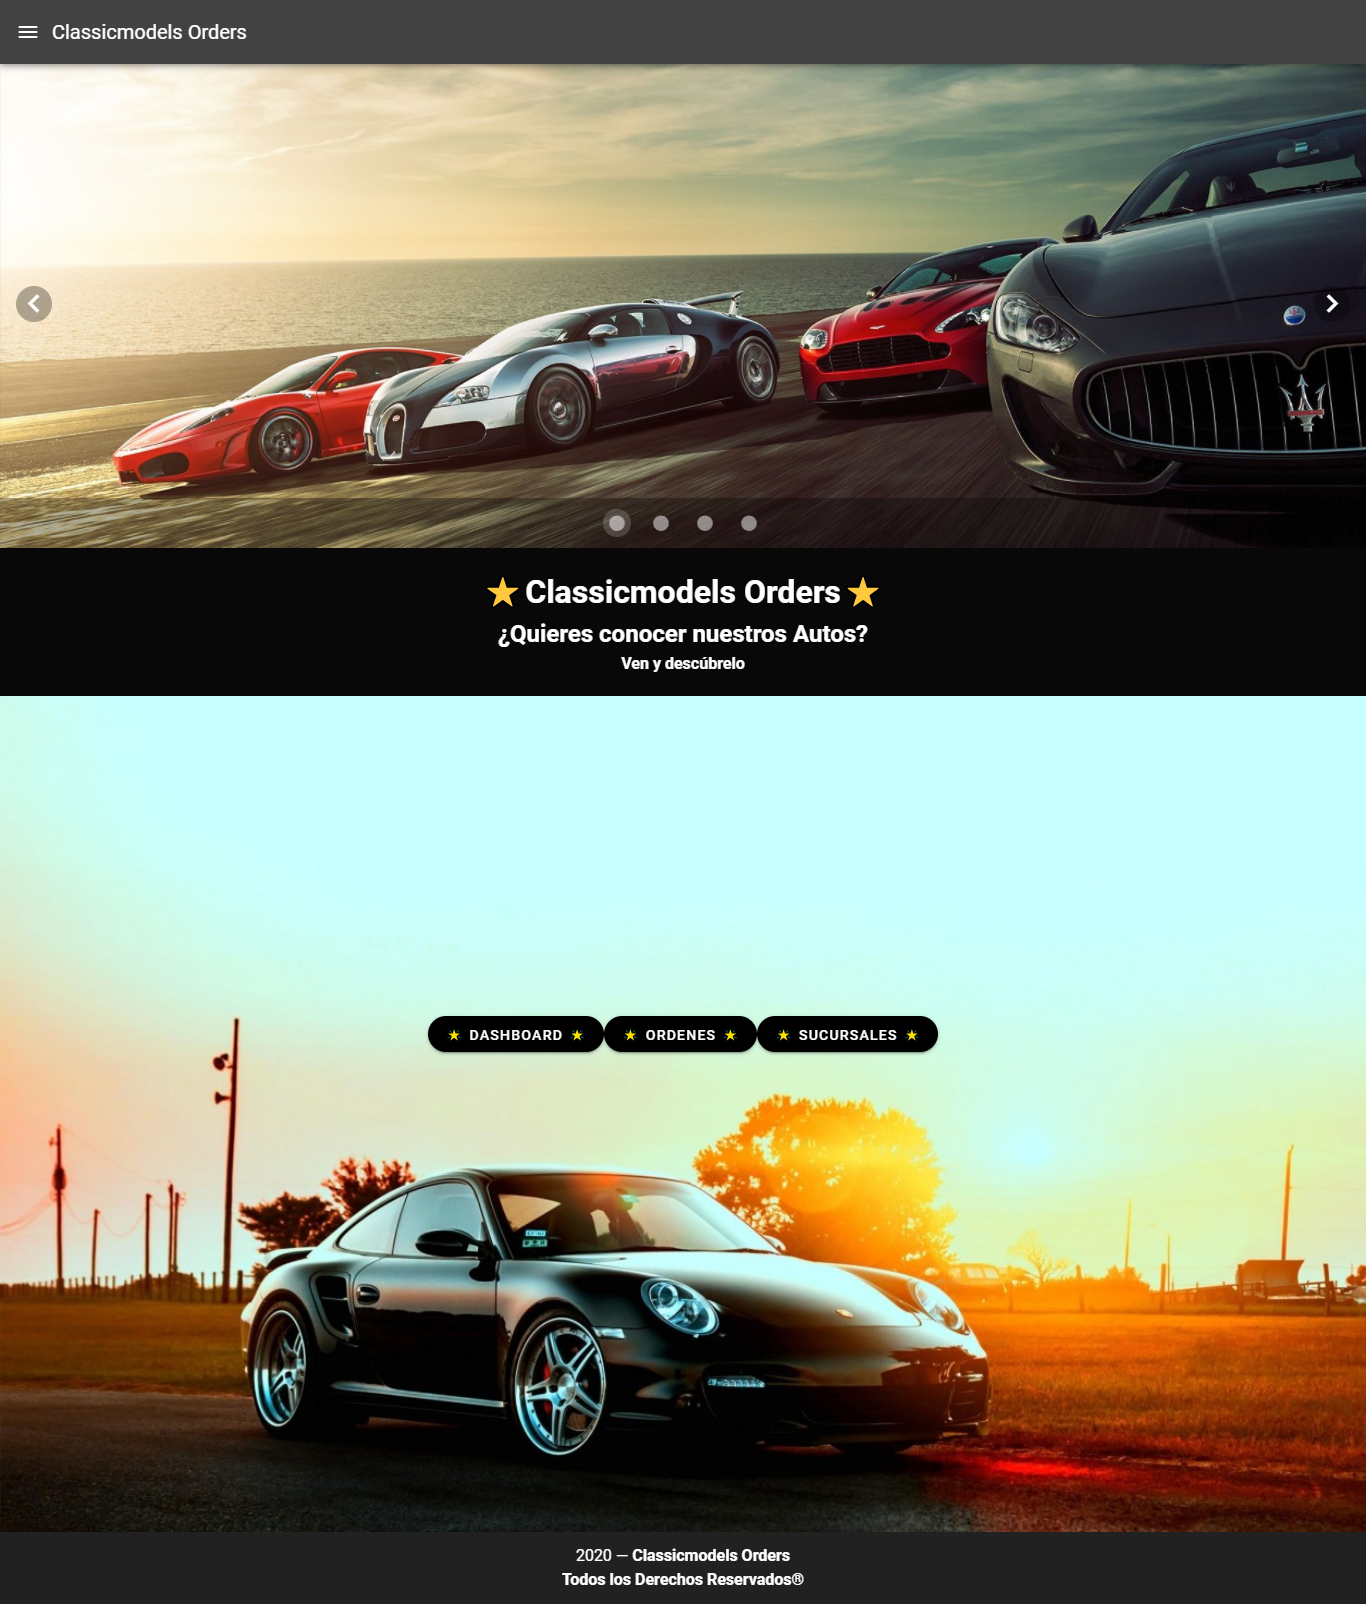 Classicmodels Orders
Classicmodels Orders
¿Quieres conocer nuestros Autos?
Ven y descúbrelo
DASHBOARD
ORDENES
SUCURSALES
2020 — Classicmodels Orders
Todos los Derechos Reservados®